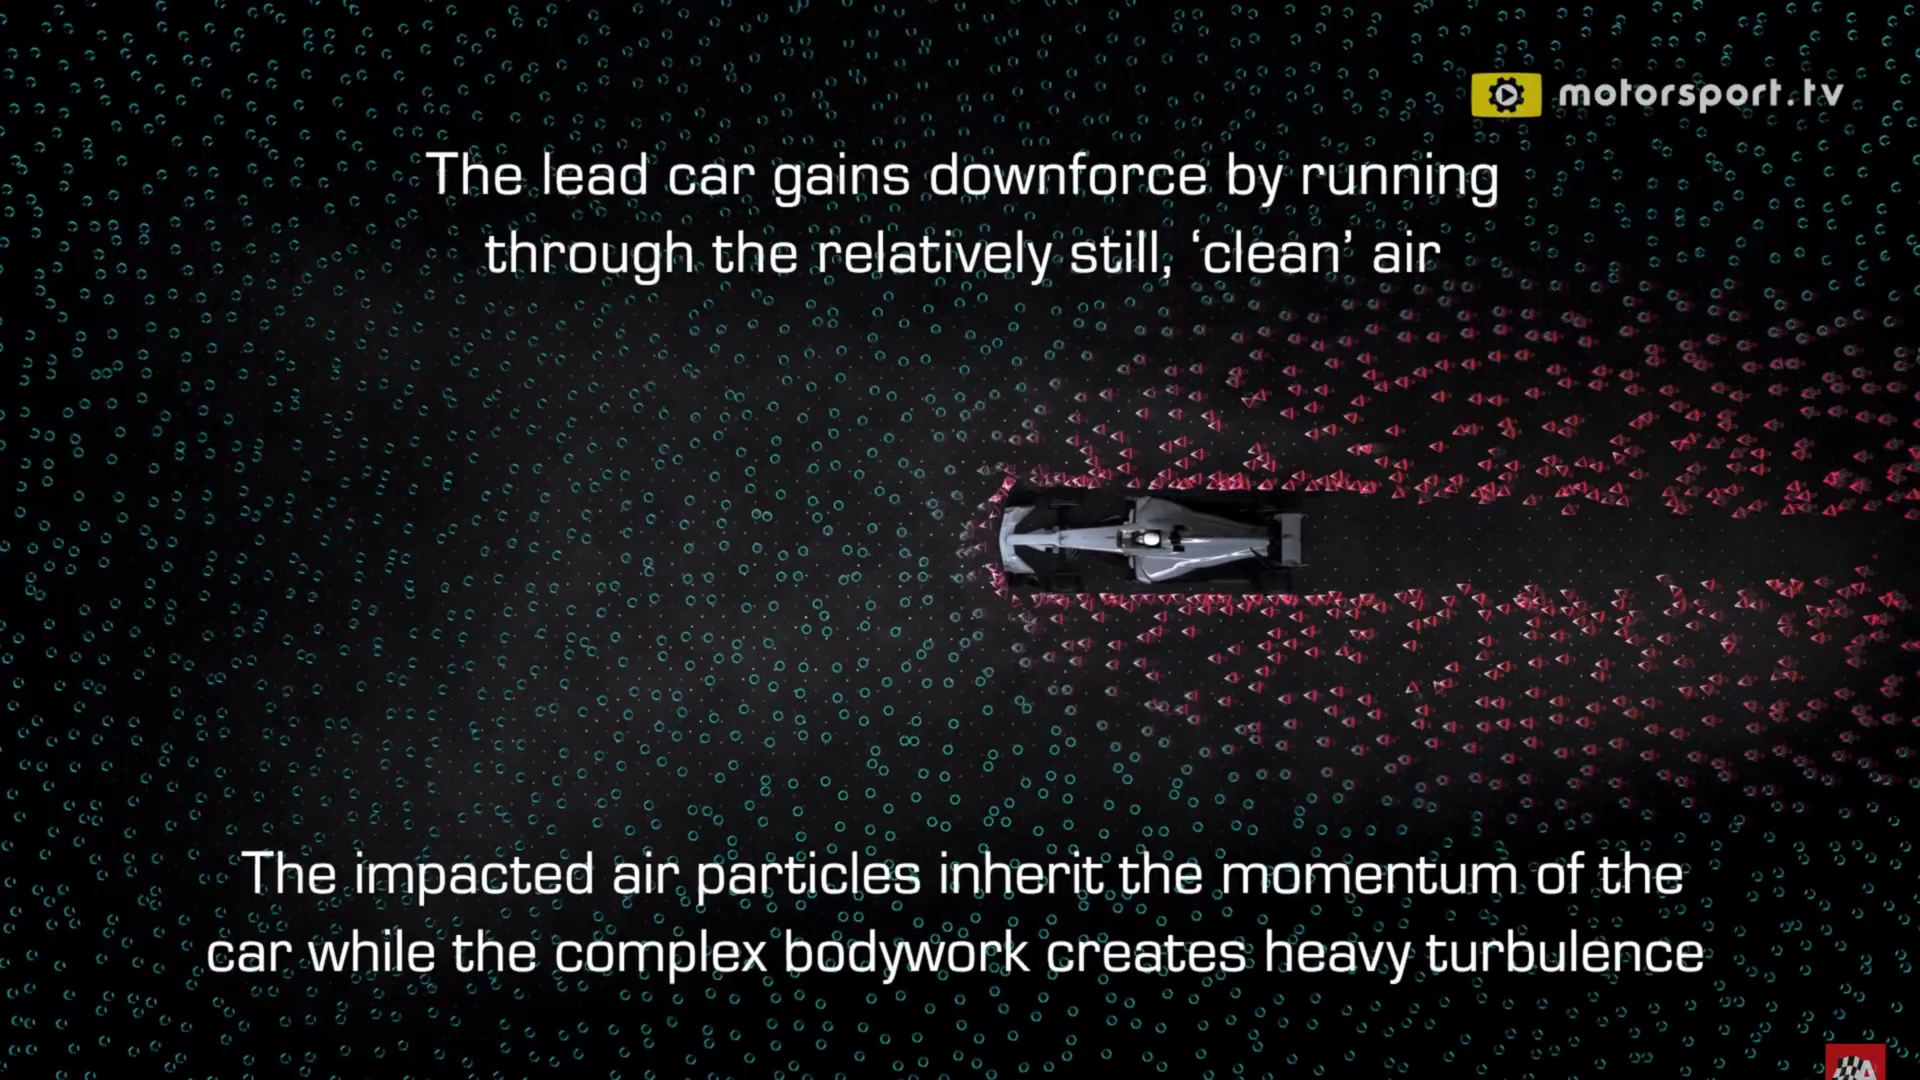 motorsport.tv
The lead car gains downforce by running
through the relatively still, ‘clean’ air
The impacted air particles inherit the momentum of the
car while the complex bodywork creates heavy turbulence